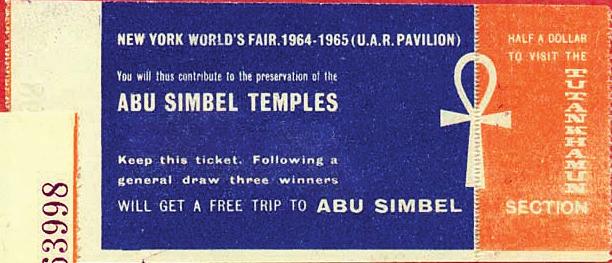 NEW YORK WORLD'S FAIR.1964-1965 (U.A.R. PAVILION)
You will thus contribute to the preservation of the
ABU SIMBEL TEMPLES
Keep this ticket. Following a
general draw three winners
WILL GET A FREE TRIP TO ABU SIMBEL
HALF A DOLLAR
TO VISIT THE
TUTANKHAMUN
SECTION
63998